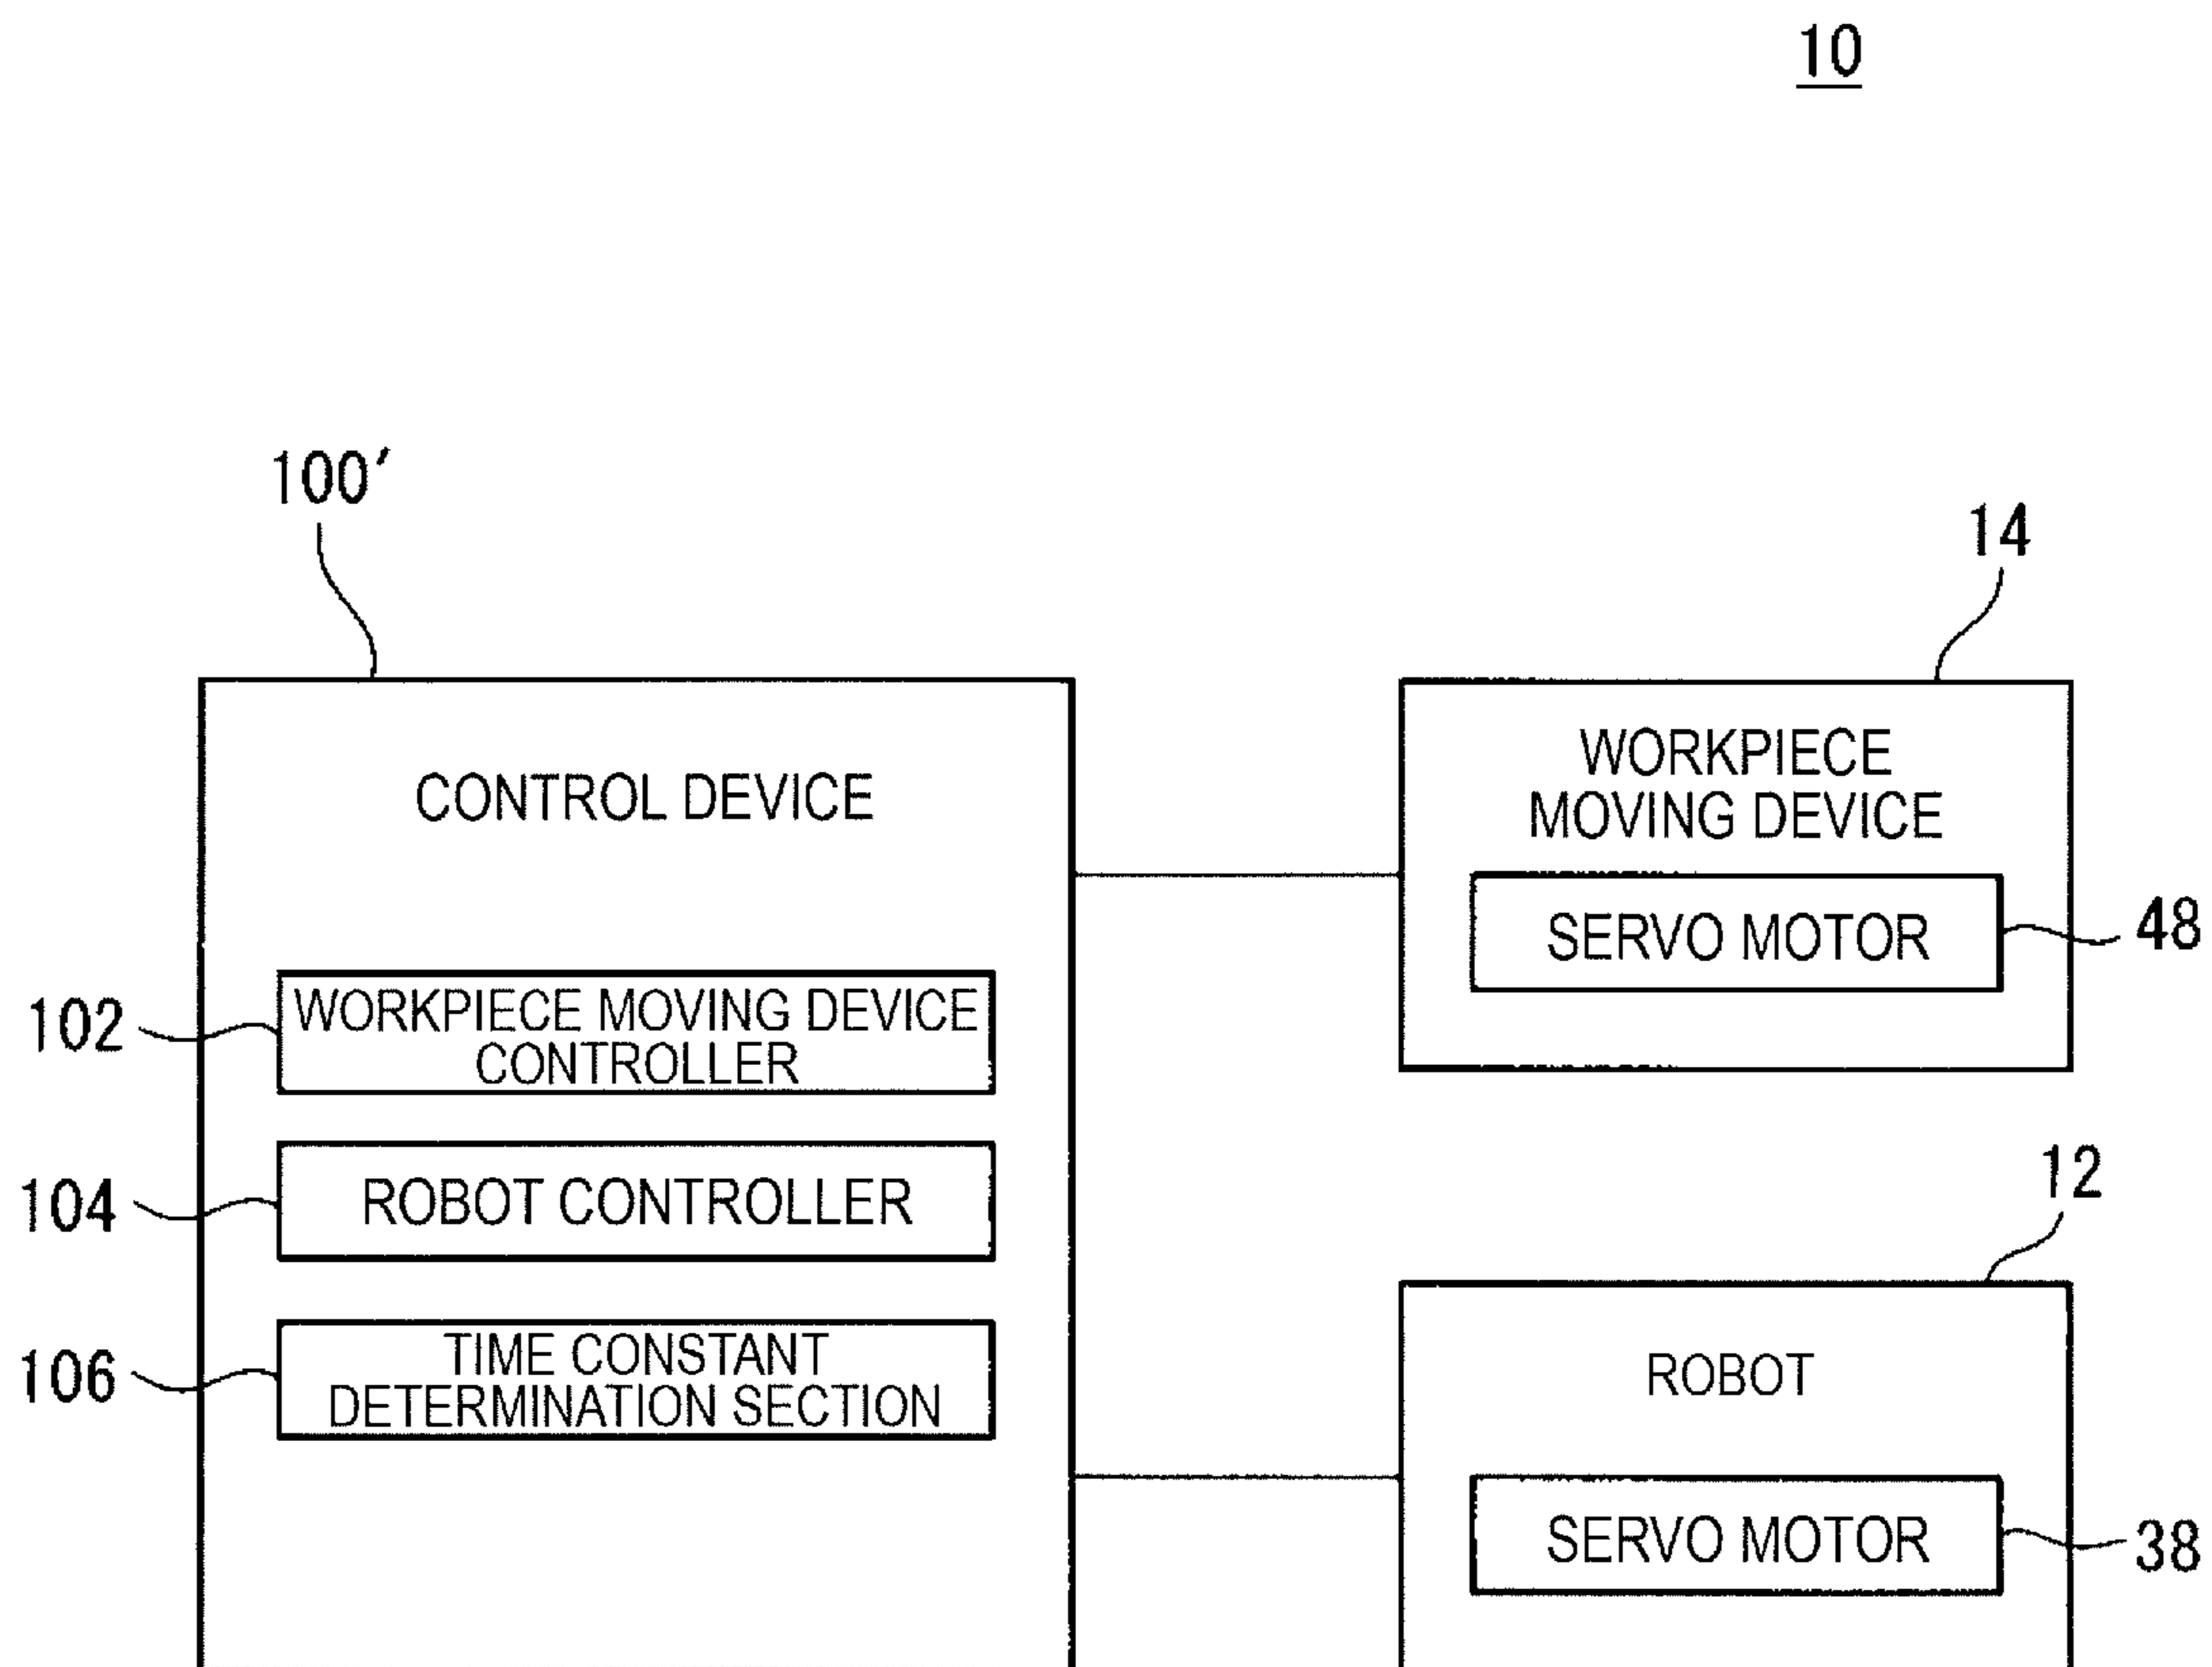 10
100'
CONTROL DEVICE
102
WORKPIECE MOVING DEVICE
CONTROLLER
104
ROBOT CONTROLLER
106
TIME CONSTANT
DETERMINATION SECTION
14
WORKPIECE
MOVING DEVICE
SERVO MOTOR
48
12
ROBOT
SERVO MOTOR
38